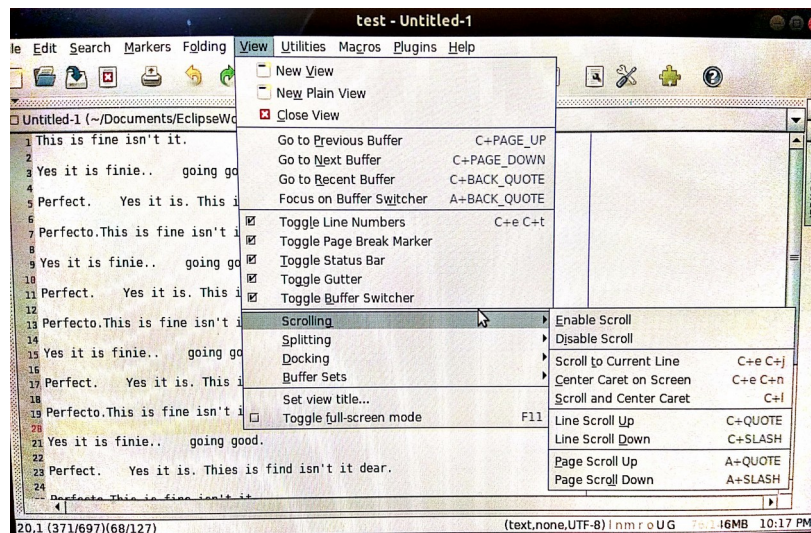 test - Untitled-1
le Edit Search Markers Folding View Utilities Macros Plugins Help
New View
New Plain View
Close View
Untitled-1 (~/Documents/EclipseWo
Go to Previous Buffer C+PAGE_UP
Go to Next Buffer C+PAGE_DOWN
Go to Recent Buffer C+BACK_QUOTE
Focus on Buffer Switcher A+BACK_QUOTE
Toggle Line Numbers C+e C+t
Toggle Page Break Marker
Toggle Status Bar
Toggle Gutter
Toggle Buffer Switcher
Scrolling
Splitting
Docking
Buffer Sets
Set view title...
Toggle full-screen mode F11
Enable Scroll
Disable Scroll
Scroll to Current Line C+e C+j
Center Caret on Screen C+e C+n
Scroll and Center Caret C+l
Line Scroll Up C+QUOTE
Line Scroll Down C+SLASH
Page Scroll Up A+QUOTE
Page Scroll Down A+SLASH
1 This is fine isn't it.
2
3 Yes it is finie.. going go
4
5 Perfect. Yes it is. This i
6
7 Perfecto.This is fine isn't i
8
9 Yes it is finie.. going go
10
11 Perfect. Yes it is. This i
12
13 Perfecto.This is fine isn't i
14
15 Yes it is finie.. going go
16
17 Perfect. Yes it is. This i
18
19 Perfecto.This is fine isn't i
20
21 Yes it is finie.. going good.
22
23 Perfect. Yes it is. Thies is find isn't it dear.
24
Perfecto.This is fine isn't it
20,1 (371/697)(68/127)
(text,none,UTF-8) l n m r o U G 146MB 10:17 PM